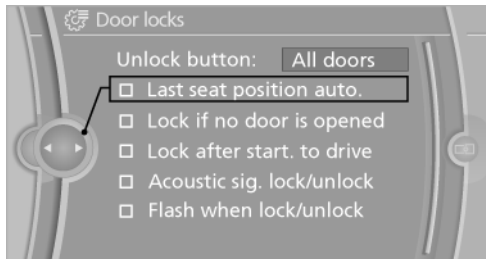 Door locks
Unlock button: All doors
Last seat position auto.
Lock if no door is opened
Lock after start. to drive
Acoustic sig. lock/unlock
Flash when lock/unlock